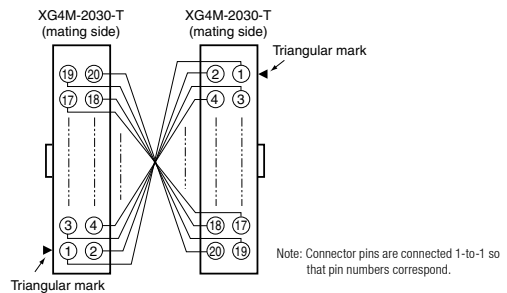 XG4M-2030-T XG4M-2030-T
(mating side) (mating side)
Triangular mark
19 20 2 1
17 18 4 3
3 4 18 17
1 2 20 19
Note: Connector pins are connected 1-to-1 so
that pin numbers correspond.
Triangular mark